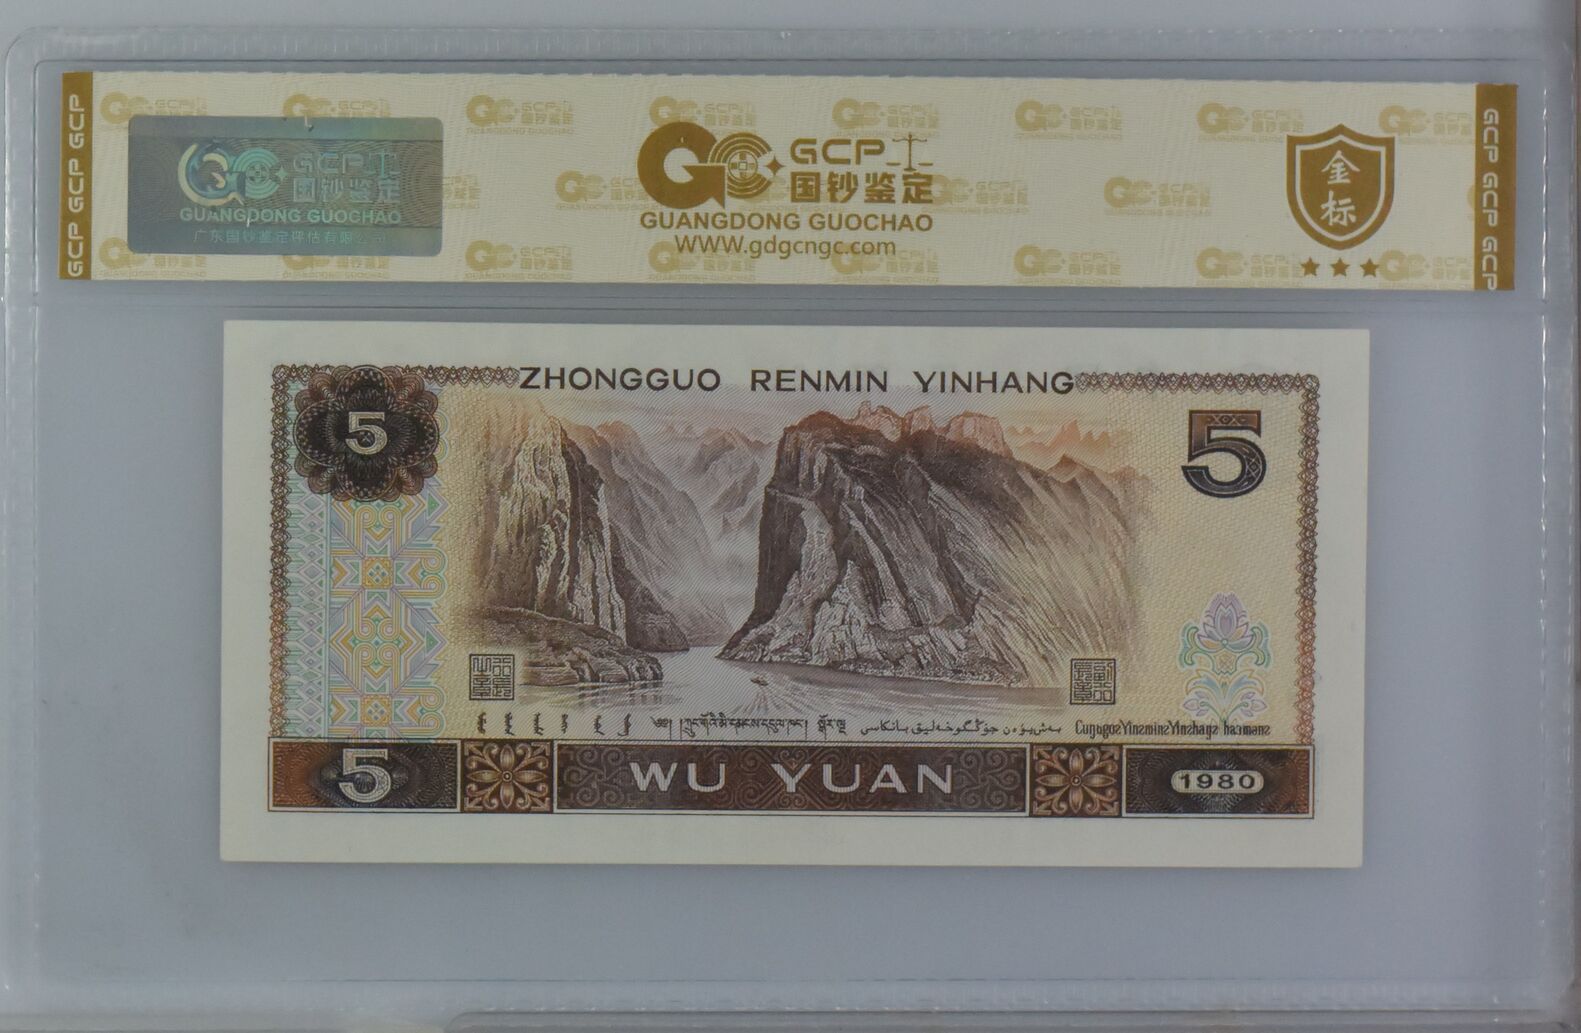 GCP GCP GCP
GCP
国钞鉴定
GUANGDONG GUOCHAO
广东国钞鉴定评估有限公司
GCP
国钞鉴定
GUANGDONG GUOCHAO
WWW.gdgcngc.com
金
标
GCP GCP GCP
ZHONGGUO RENMIN YINHANG
5
5
5
WU YUAN
1980